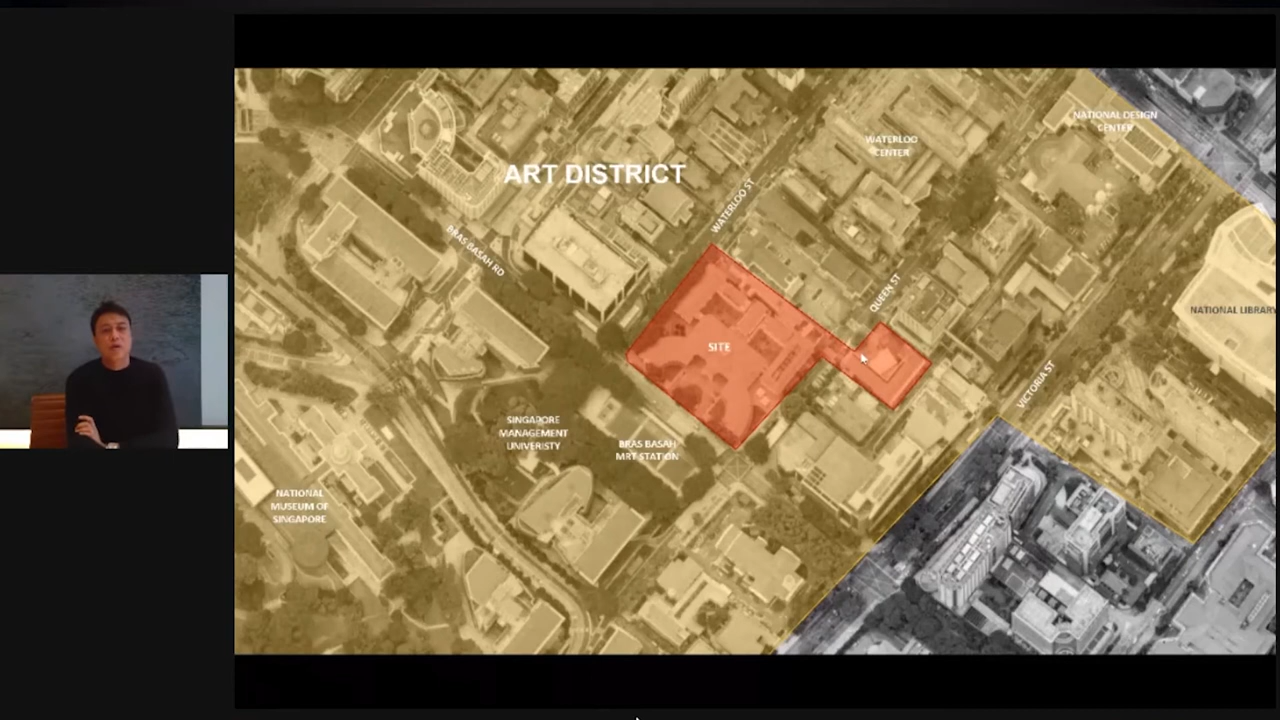 NATIONAL DESIGN
CENTER
WATERLOO
CENTER
ART DISTRICT
WATERLOO ST
BRAS BASAH RD
QUEEN ST
NATIONAL LIBRARY
SITE
VICTORIA ST
SINGAPORE
MANAGEMENT
UNIVERISTY
BRAS BASAH
MRT STATION
NATIONAL
MUSEUM OF
SINGAPORE